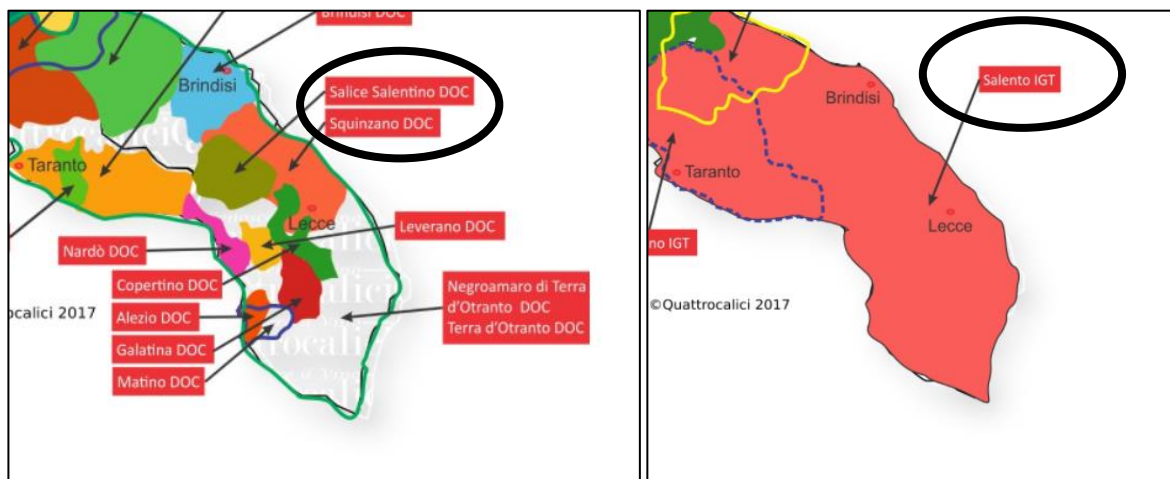 Brindisi DOC
Brindisi
Salice Salentino DOC
Squinzano DOC
Taranto
Lecce
Leverano DOC
Nardò DOC
Copertino DOC
Negroamaro di Terra
d'Otranto DOC
Terra d'Otranto DOC
ocalici 2017
Alezio DOC
Galatina DOC
Matino DOC
Salento IGT
Brindisi
Taranto
Lecce
no IGT
©Quattrocalici 2017